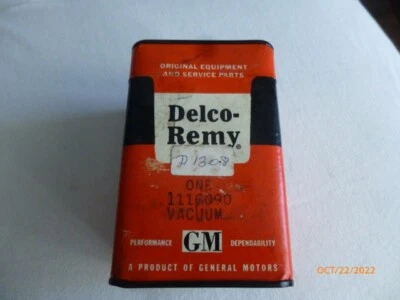 ORIGINAL EQUIPMENT
AND SERVICE PARTS
Delco-
Remy®
D1308
ONE
1116090
VACUUM
PERFORMANCE GM DEPENDABILITY
A PRODUCT OF GENERAL MOTORS
OCT/22/2022